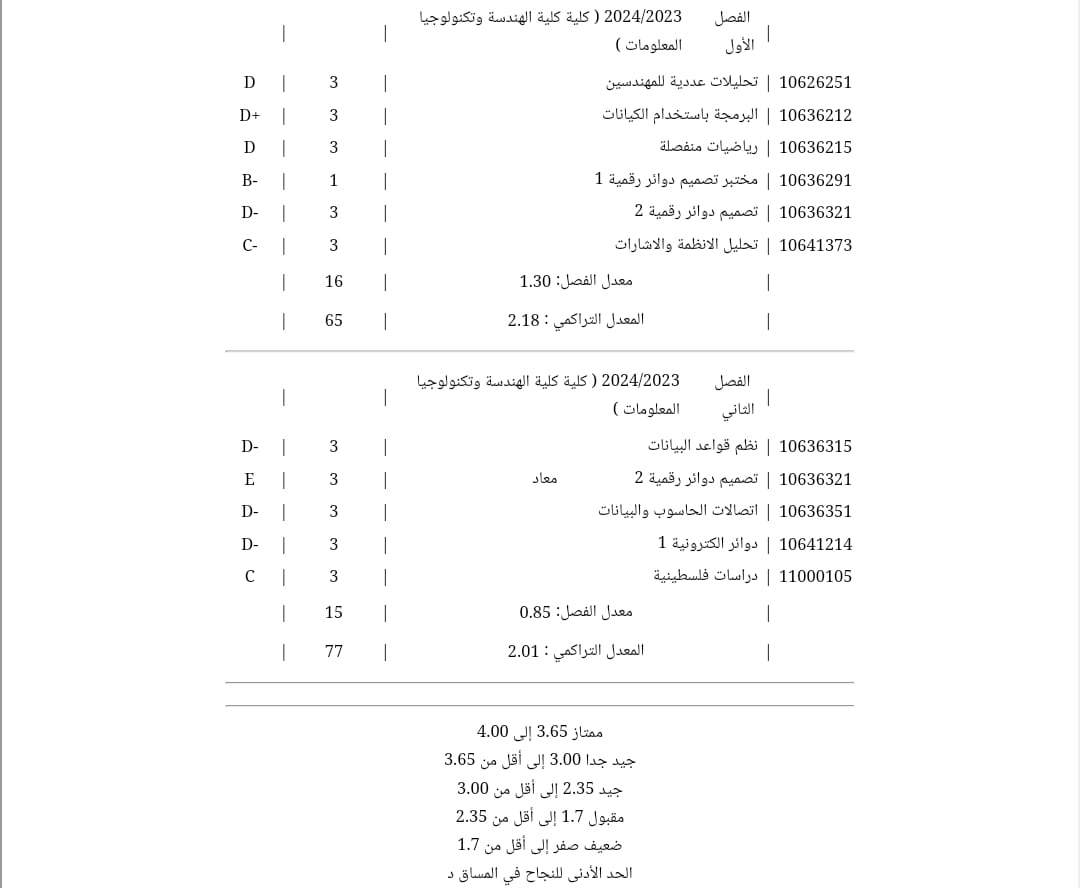 الفصل الأول 2024/2023 ( كلية كلية الهندسة وتكنولوجيا المعلومات ) | |
10626251 | تحليلات عددية للمهندسين | 3 | D
10636212 | البرمجة باستخدام الكيانات | 3 | D+
10636215 | رياضيات منفصلة | 3 | D
10636291 | مختبر تصميم دوائر رقمية 1 | 1 | B-
10636321 | تصميم دوائر رقمية 2 | 3 | D-
10641373 | تحليل الانظمة والاشارات | 3 | C-
| معدل الفصل: 1.30 | 16 |
| المعدل التراكمي : 2.18 | 65 |
الفصل الثاني 2024/2023 ( كلية كلية الهندسة وتكنولوجيا المعلومات ) | |
10636315 | نظم قواعد البيانات | 3 | D-
10636321 | تصميم دوائر رقمية 2 معاد | 3 | E
10636351 | اتصالات الحاسوب والبيانات | 3 | D-
10641214 | دوائر الكترونية 1 | 3 | D-
11000105 | دراسات فلسطينية | 3 | C
| معدل الفصل: 0.85 | 15 |
| المعدل التراكمي : 2.01 | 77 |
ممتاز 3.65 إلى 4.00
جيد جدا 3.00 إلى أقل من 3.65
جيد 2.35 إلى أقل من 3.00
مقبول 1.7 إلى أقل من 2.35
ضعيف صفر إلى أقل من 1.7
الحد الأدنى للنجاح في المساق د